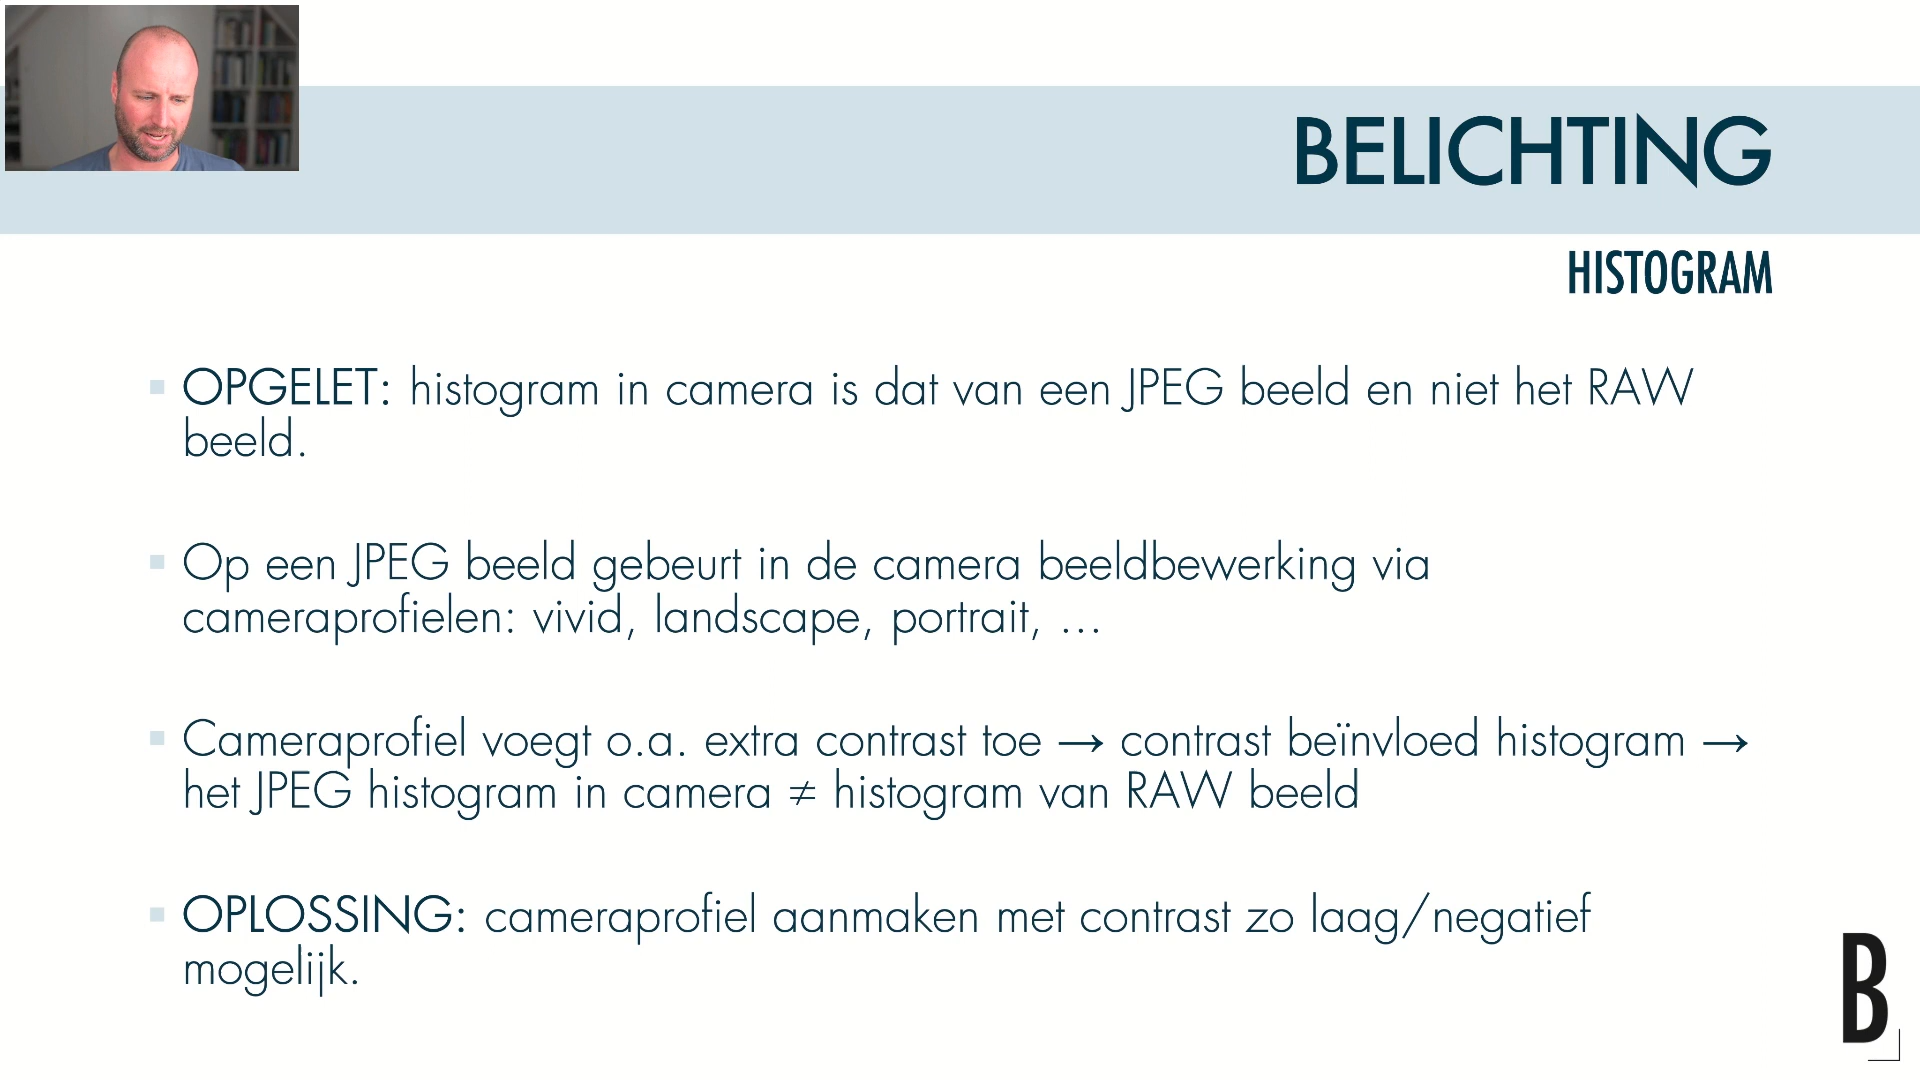 BELICHTING
HISTOGRAM
OPGELET: histogram in camera is dat van een JPEG beeld en niet het RAW
beeld.
Op een JPEG beeld gebeurt in de camera beeldbewerking via
cameraprofielen: vivid, landscape, portrait, ...
Cameraprofiel voegt o.a. extra contrast toe → contrast beïnvloed histogram →
het JPEG histogram in camera ≠ histogram van RAW beeld
OPLOSSING: cameraprofiel aanmaken met contrast zo laag/negatief
mogelijk.
B